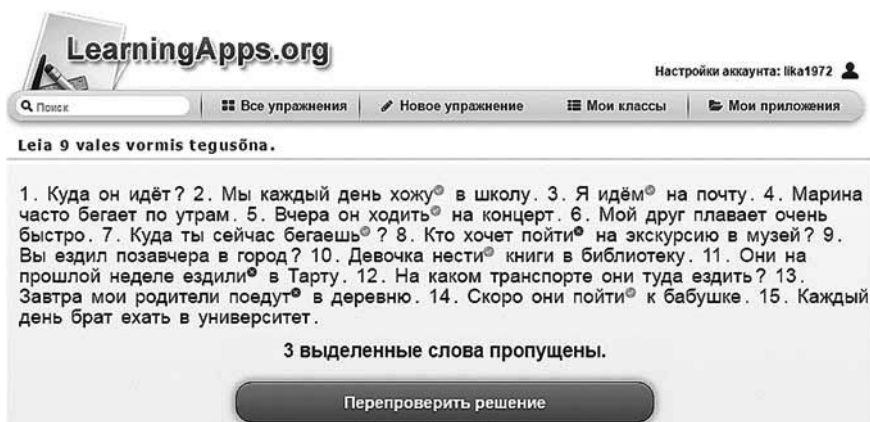 LearningApps.org
Настройки аккаунта: lika1972
Поиск Все упражнения Новое упражнение Мои классы Мои приложения
Leia 9 vales vormis tegusõna.
1. Куда он идёт? 2. Мы каждый день хожу в школу. 3. Я идём на почту. 4. Марина
часто бегает по утрам. 5. Вчера он ходить на концерт. 6. Мой друг плавает очень
быстро. 7. Куда ты сейчас бегаешь? 8. Кто хочет пойти на экскурсию в музей? 9.
Вы ездил позавчера в город? 10. Девочка нести книги в библиотеку. 11. Они на
прошлой неделе ездили в Тарту. 12. На каком транспорте они туда ездить? 13.
Завтра мои родители поедут в деревню. 14. Скоро они пойти к бабушке. 15. Каждый
день брат ехать в университет.
3 выделенные слова пропущены.
Перепроверить решение